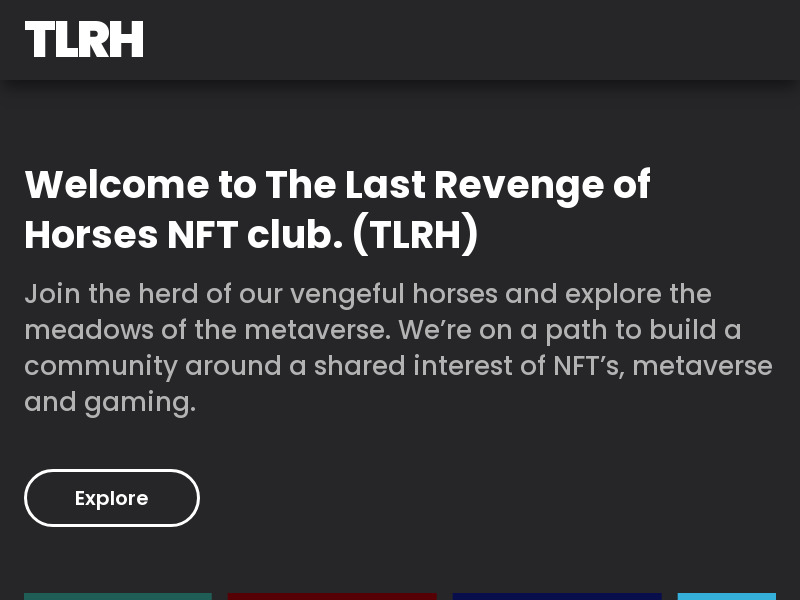 TLRH
Welcome to The Last Revenge of
Horses NFT club. (TLRH)
Join the herd of our vengeful horses and explore the
meadows of the metaverse. We’re on a path to build a
community around a shared interest of NFT’s, metaverse
and gaming.
Explore